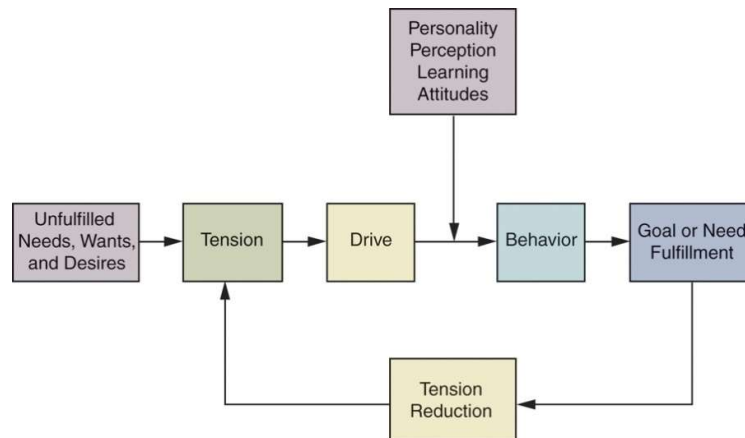 Personality
Perception
Learning
Attitudes
Unfulfilled
Needs, Wants,
and Desires
Tension
Drive
Behavior
Goal or Need
Fulfillment
Tension
Reduction